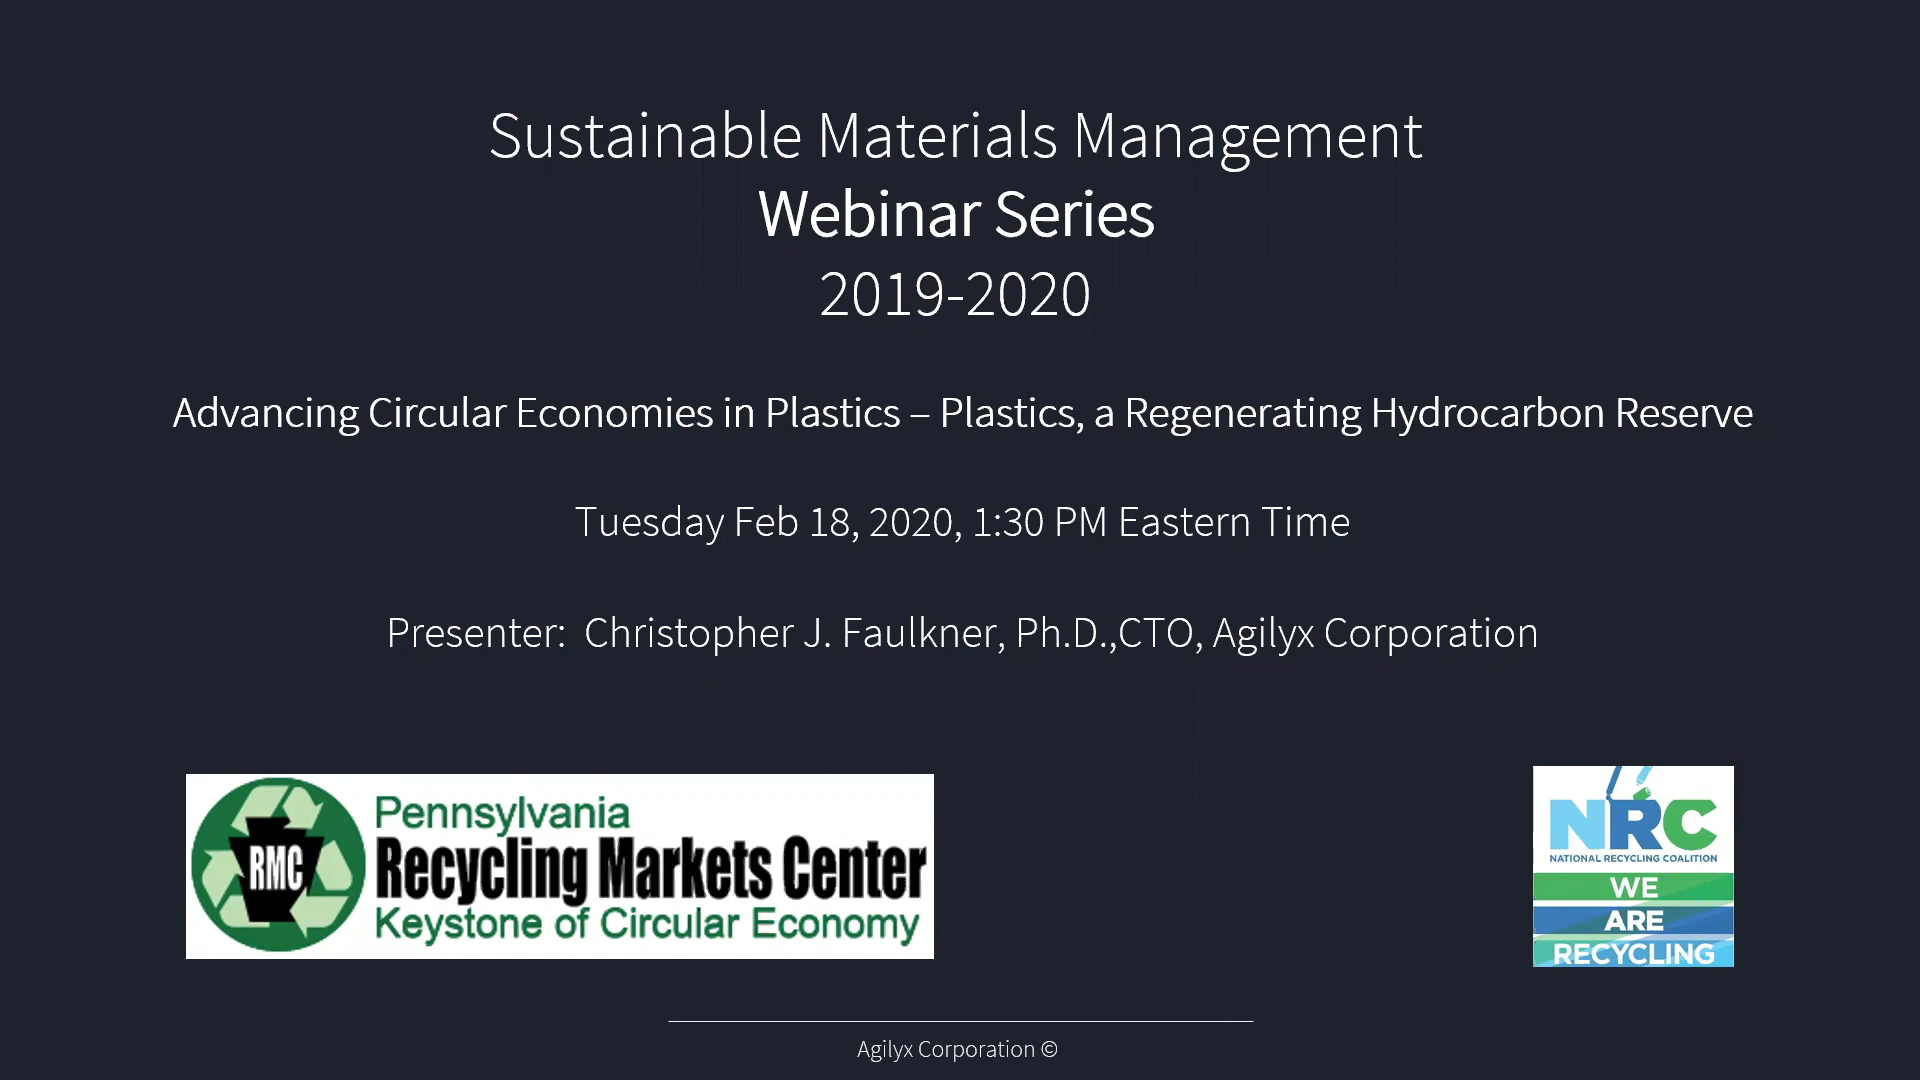 Sustainable Materials Management
Webinar Series
2019-2020
Advancing Circular Economies in Plastics – Plastics, a Regenerating Hydrocarbon Reserve
Tuesday Feb 18, 2020, 1:30 PM Eastern Time
Presenter:  Christopher J. Faulkner, Ph.D.,CTO, Agilyx Corporation
RMC
Pennsylvania
Recycling Markets Center
Keystone of Circular Economy
NRC
NATIONAL RECYCLING COALITION
WE
ARE
RECYCLING
Agilyx Corporation ©